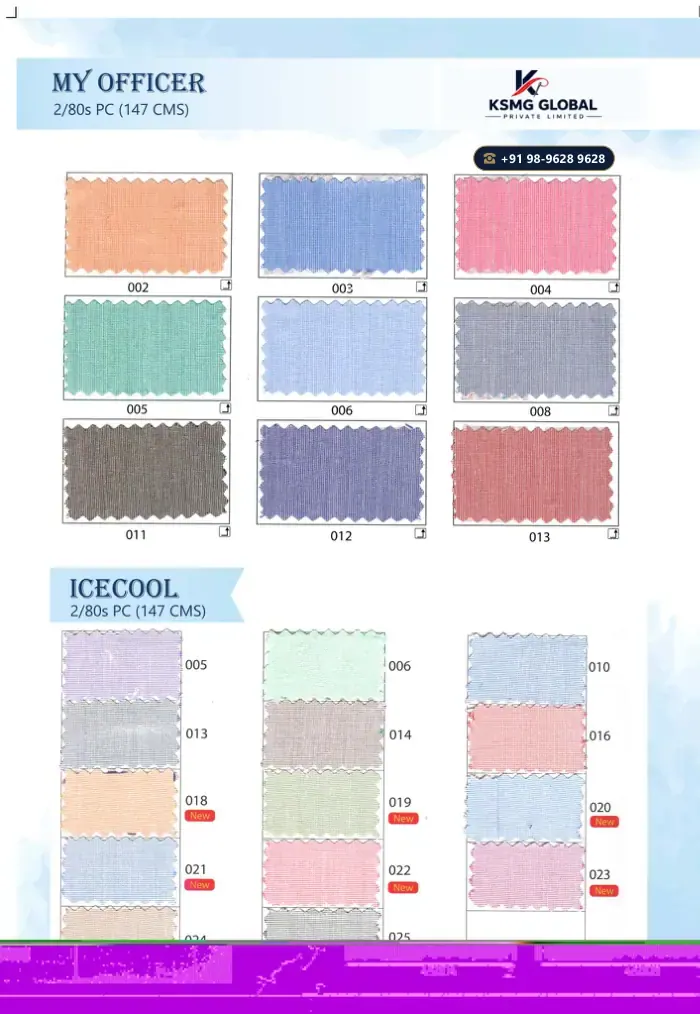 MY OFFICER
2/80s PC (147 CMS)
KSMG GLOBAL
PRIVATE LIMITED
+91 98-9628 9628
002
003
004
005
006
008
011
012
013
ICECOOL
2/80s PC (147 CMS)
005
006
010
013
014
016
018
New
019
New
020
New
021
New
022
New
023
New
024
025